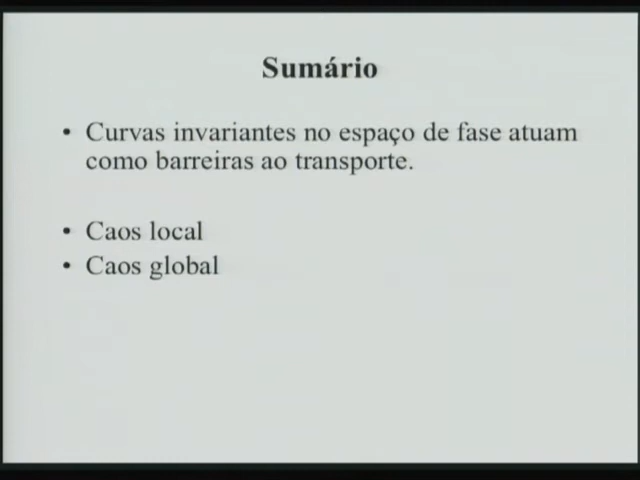 Sumário
• Curvas invariantes no espaço de fase atuam
como barreiras ao transporte.
• Caos local
• Caos global